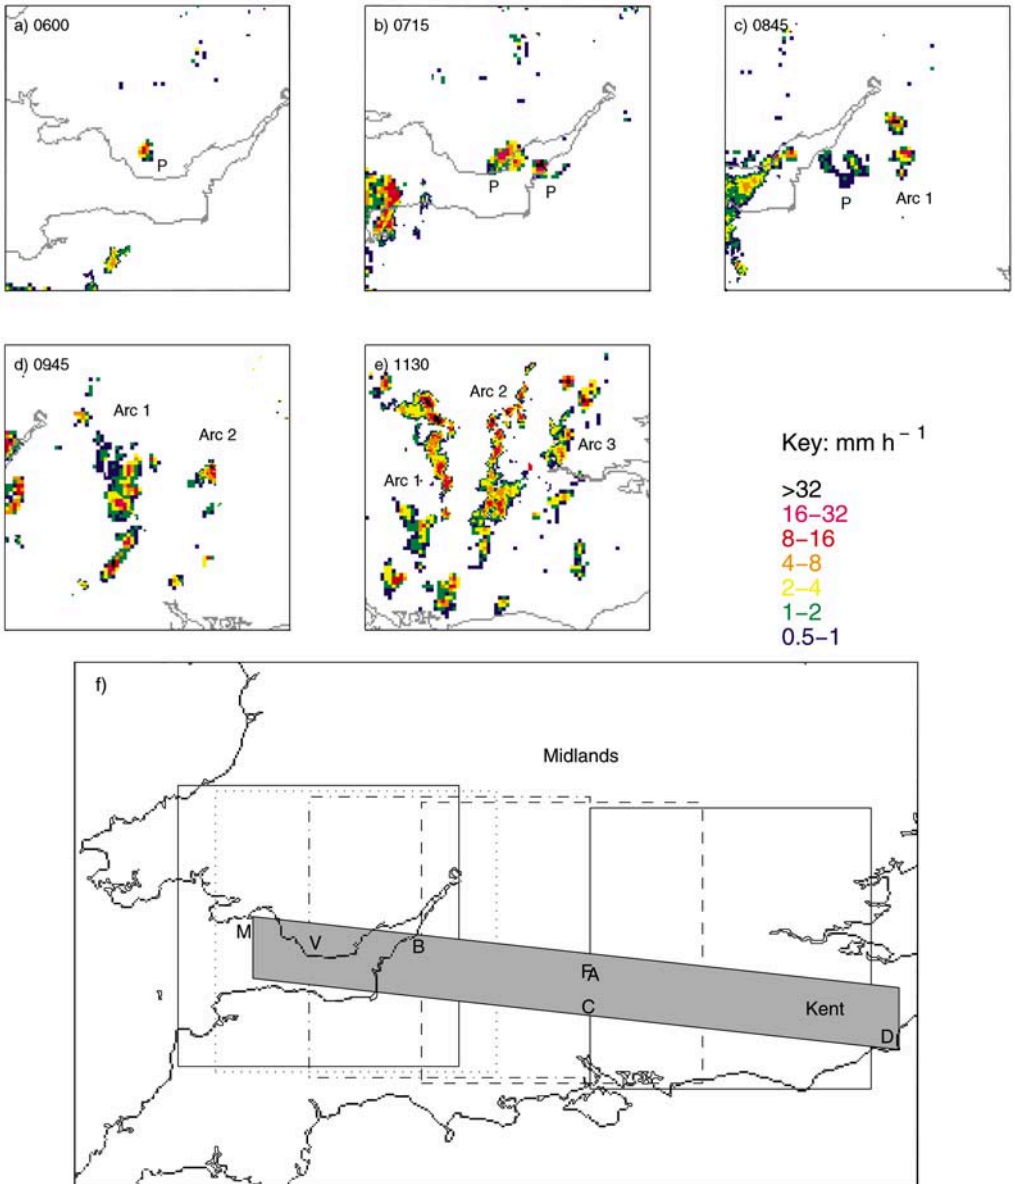 a) 0600
P
b) 0715
P
P
c) 0845
P
Arc 1
d) 0945
Arc 1
Arc 2
e) 1130
Arc 2
Arc 3
Arc 1
Key: mm h⁻¹
>32
16–32
8–16
4–8
2–4
1–2
0.5–1
f)
Midlands
M
V
B
FA
C
Kent
D